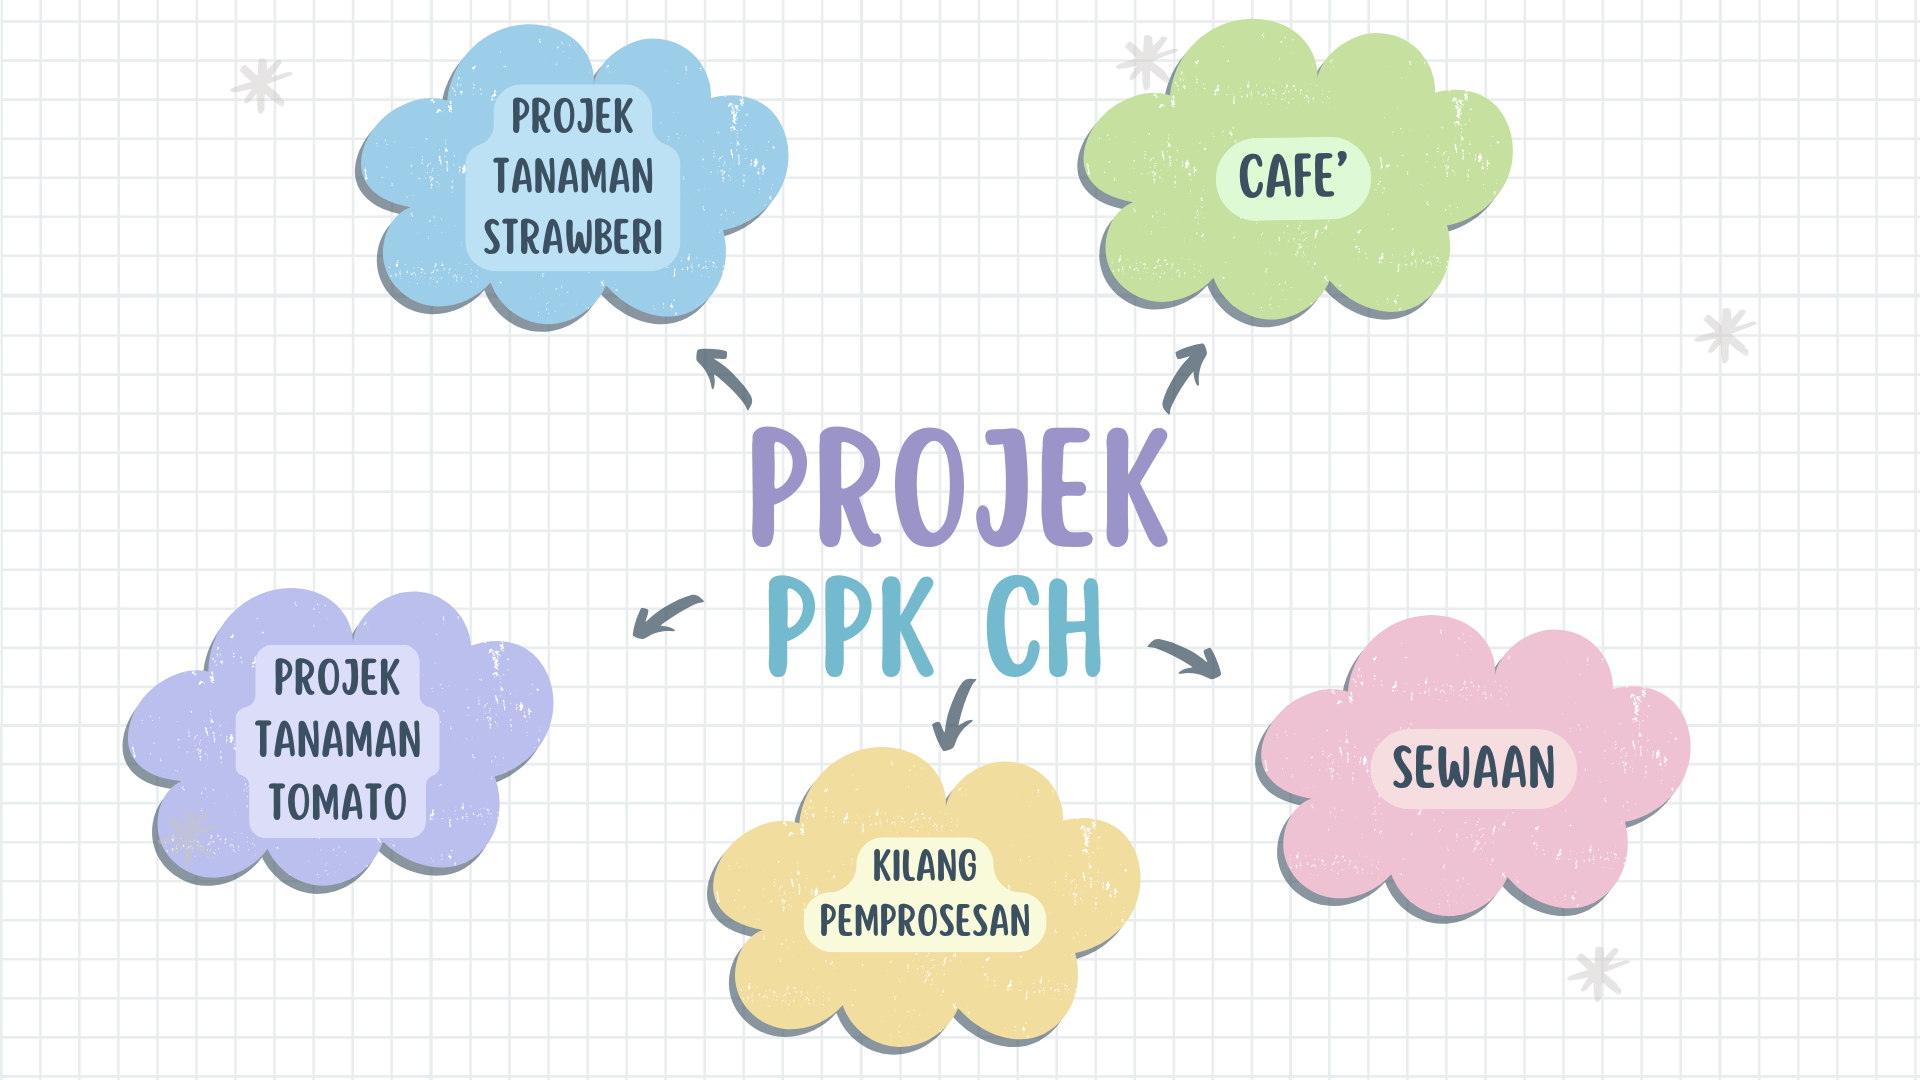 PROJEK
TANAMAN
STRAWBERI
CAFE’
PROJEK
PPK CH
PROJEK
TANAMAN
TOMATO
KILANG
PEMPROSESAN
SEWAAN